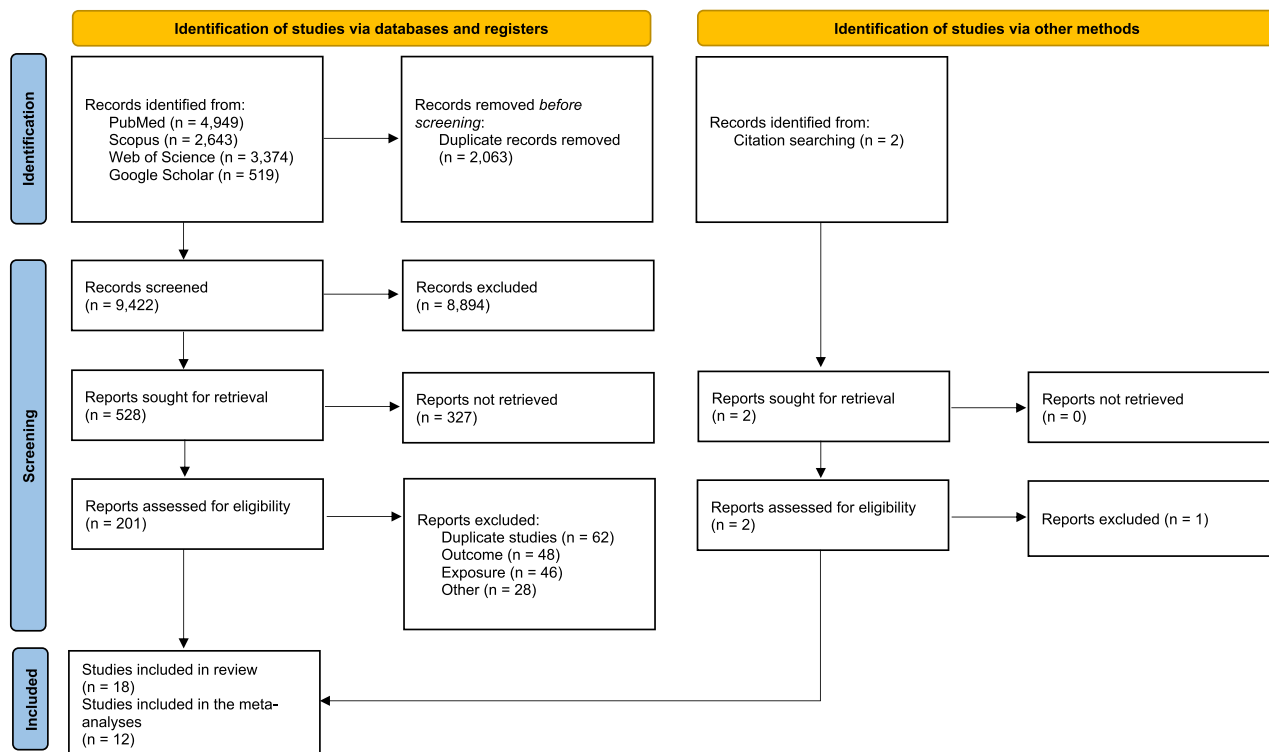 Identification of studies via databases and registers
Identification of studies via other methods
Identification
Records identified from:
PubMed (n = 4,949)
Scopus (n = 2,643)
Web of Science (n = 3,374)
Google Scholar (n = 519)
Records removed before
screening:
Duplicate records removed
(n = 2,063)
Records identified from:
Citation searching (n = 2)
Screening
Records screened
(n = 9,422)
Records excluded
(n = 8,894)
Reports sought for retrieval
(n = 528)
Reports not retrieved
(n = 327)
Reports sought for retrieval
(n = 2)
Reports not retrieved
(n = 0)
Reports assessed for eligibility
(n = 201)
Reports excluded:
Duplicate studies (n = 62)
Outcome (n = 48)
Exposure (n = 46)
Other (n = 28)
Reports assessed for eligibility
(n = 2)
Reports excluded (n = 1)
Included
Studies included in review
(n = 18)
Studies included in the meta-
analyses
(n = 12)